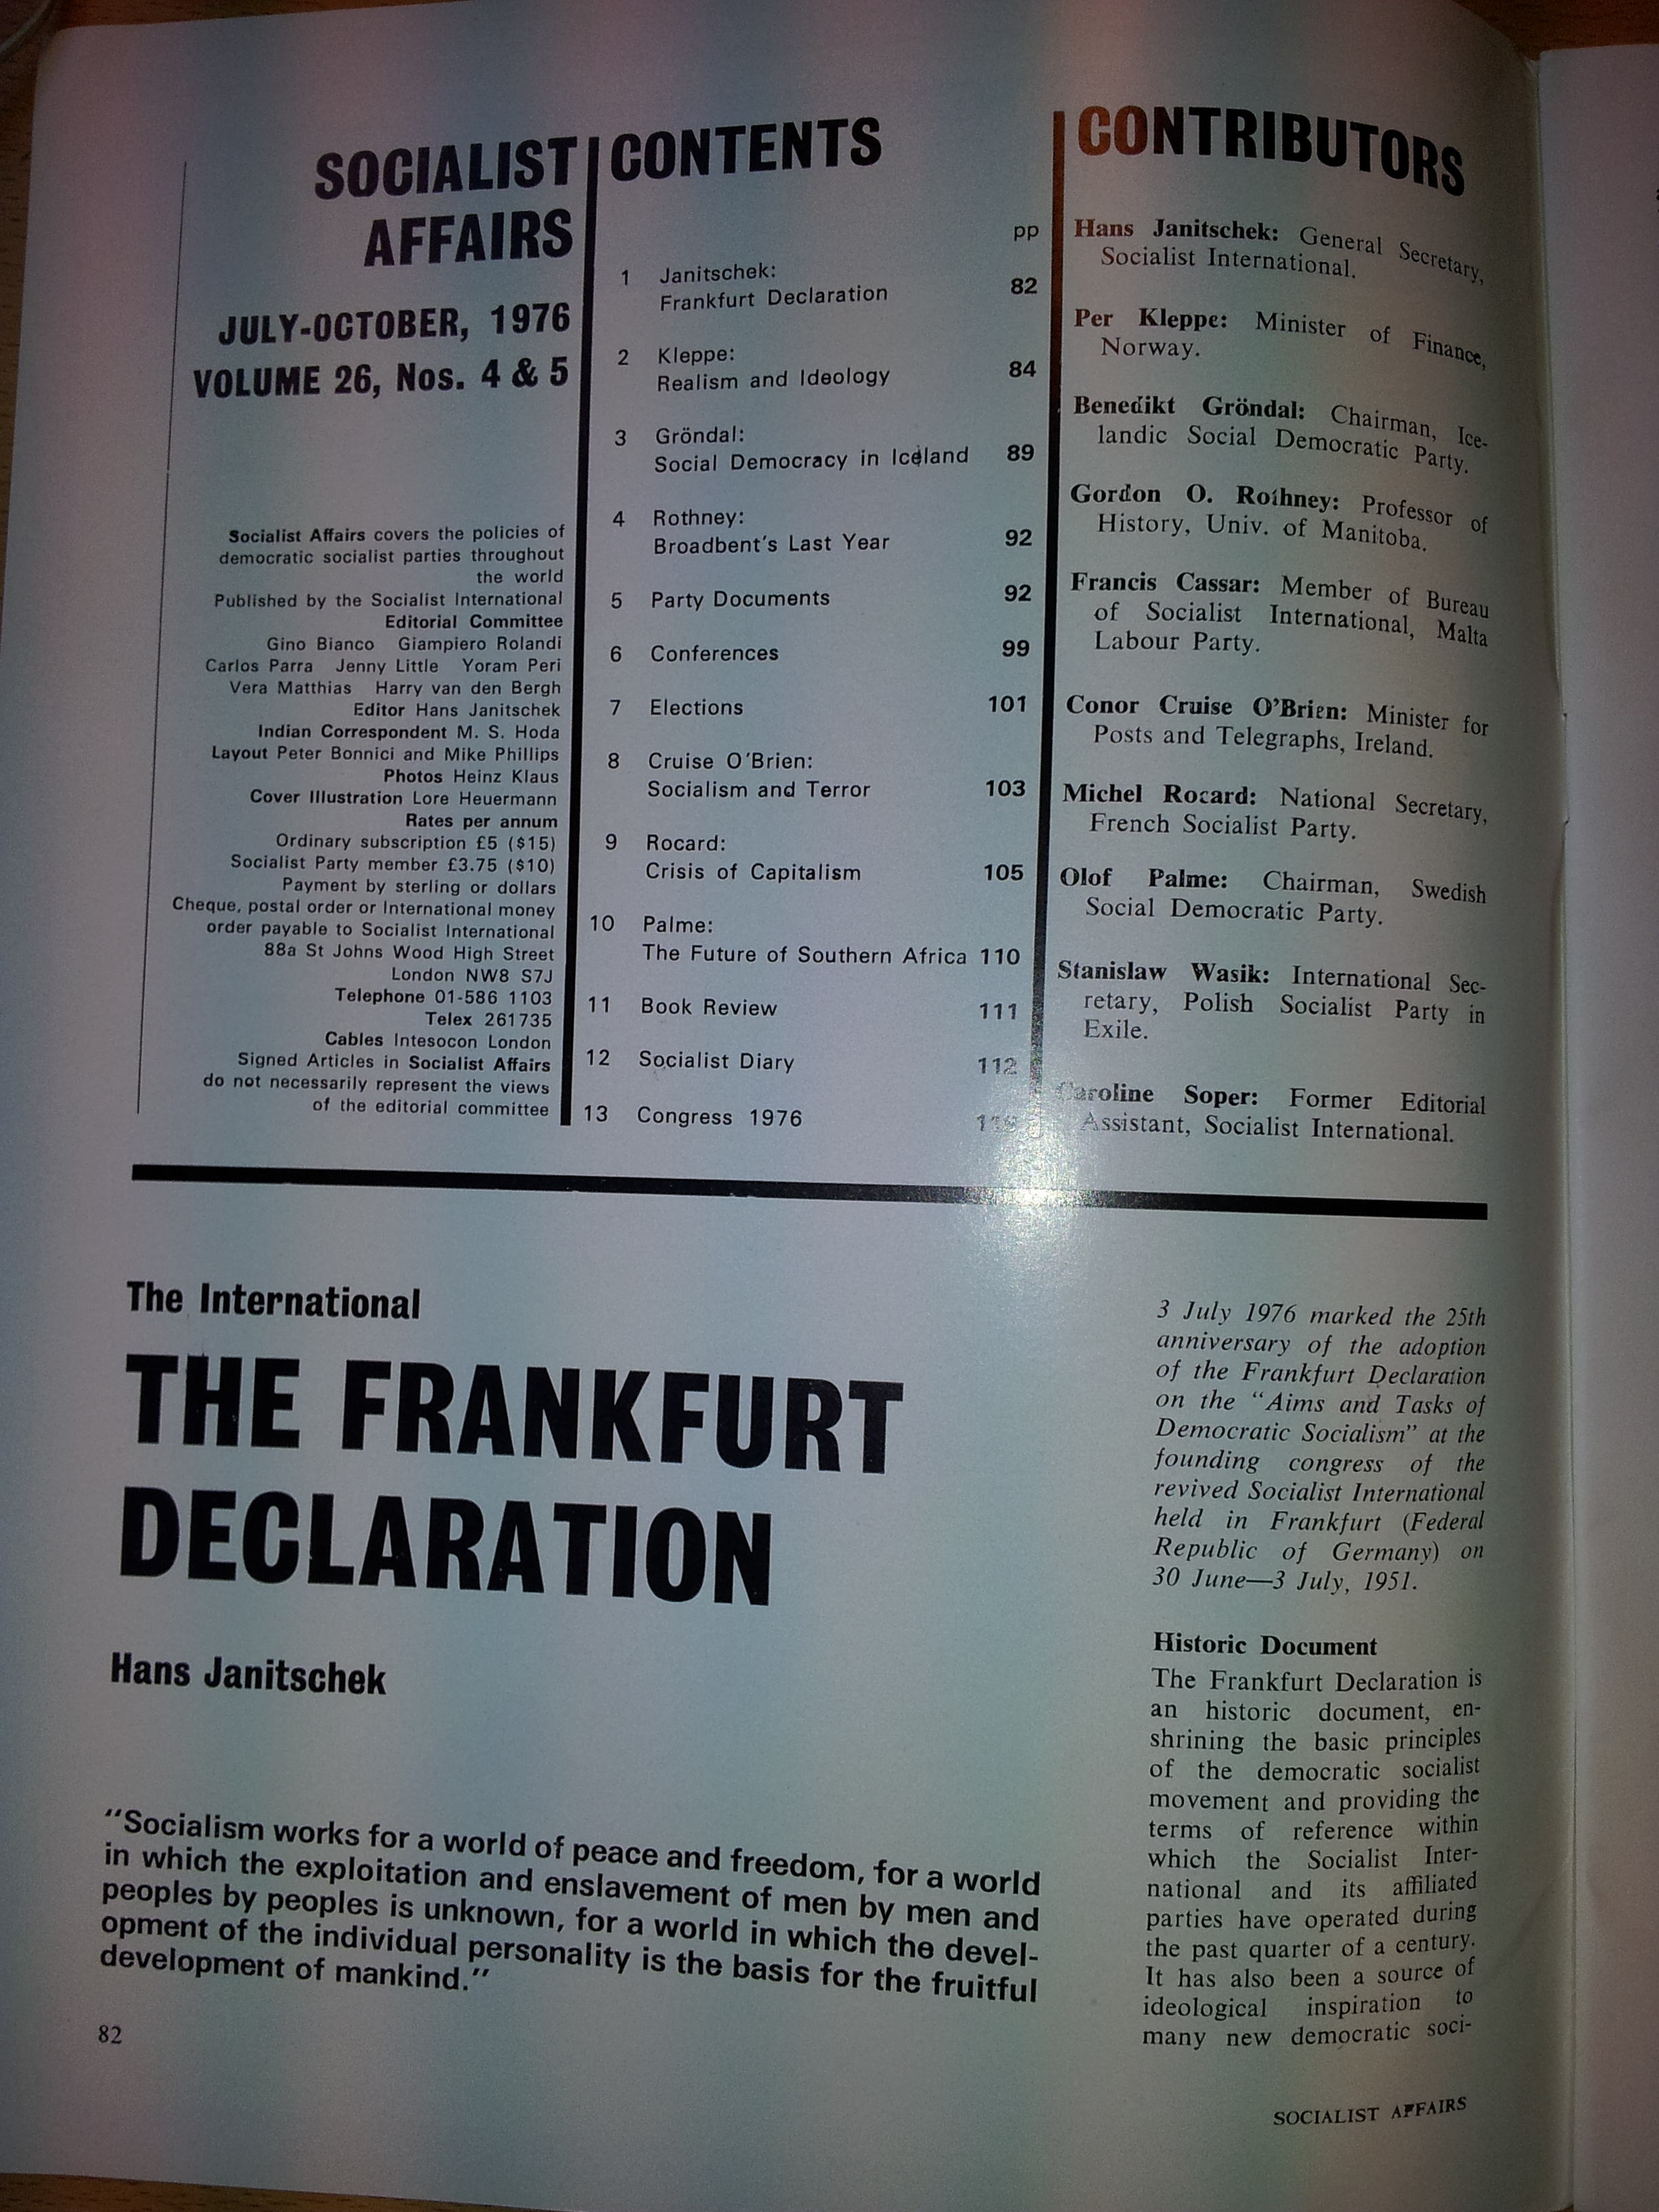 SOCIALIST
AFFAIRS
JULY-OCTOBER, 1976
VOLUME 26, Nos. 4 & 5
Socialist Affairs covers the policies of
democratic socialist parties throughout
the world
Published by the Socialist International
Editorial Committee
Gino Bianco Giampiero Rolandi
Carlos Parra Jenny Little Yoram Peri
Vera Matthias Harry van den Bergh
Editor Hans Janitschek
Indian Correspondent M. S. Hoda
Layout Peter Bonnici and Mike Phillips
Photos Heinz Klaus
Cover Illustration Lore Heuermann
Rates per annum
Ordinary subscription £5 ($15)
Socialist Party member £3.75 ($10)
Payment by sterling or dollars
Cheque, postal order or International money
order payable to Socialist International
88a St Johns Wood High Street
London NW8 S7J
Telephone 01-586 1103
Telex 261735
Cables Intesocon London
Signed Articles in Socialist Affairs
do not necessarily represent the views
of the editorial committee
CONTENTS
pp
1 Janitschek:
Frankfurt Declaration 82
2 Kleppe:
Realism and Ideology 84
3 Gröndal:
Social Democracy in Iceland 89
4 Rothney:
Broadbent's Last Year 92
5 Party Documents 92
6 Conferences 99
7 Elections 101
8 Cruise O'Brien:
Socialism and Terror 103
9 Rocard:
Crisis of Capitalism 105
10 Palme:
The Future of Southern Africa 110
11 Book Review 111
12 Socialist Diary 112
13 Congress 1976
CONTRIBUTORS
Hans Janitschek: General Secretary,
Socialist International.
Per Kleppe: Minister of Finance,
Norway.
Benedikt Gröndal: Chairman, Ice-
landic Social Democratic Party.
Gordon O. Rothney: Professor of
History, Univ. of Manitoba.
Francis Cassar: Member of Bureau
of Socialist International, Malta
Labour Party.
Conor Cruise O'Brien: Minister for
Posts and Telegraphs, Ireland.
Michel Rocard: National Secretary,
French Socialist Party.
Olof Palme: Chairman, Swedish
Social Democratic Party.
Stanislaw Wasik: International Sec-
retary, Polish Socialist Party in
Exile.
Caroline Soper: Former Editorial
Assistant, Socialist International.
The International
THE FRANKFURT
DECLARATION
Hans Janitschek
"Socialism works for a world of peace and freedom, for a world
in which the exploitation and enslavement of men by men and
peoples by peoples is unknown, for a world in which the devel-
opment of the individual personality is the basis for the fruitful
development of mankind."
3 July 1976 marked the 25th
anniversary of the adoption
of the Frankfurt Declaration
on the "Aims and Tasks of
Democratic Socialism" at the
founding congress of the
revived Socialist International
held in Frankfurt (Federal
Republic of Germany) on
30 June—3 July, 1951.
Historic Document
The Frankfurt Declaration is
an historic document, en-
shrining the basic principles
of the democratic socialist
movement and providing the
terms of reference within
which the Socialist Inter-
national and its affiliated
parties have operated during
the past quarter of a century.
It has also been a source of
ideological inspiration to
many new democratic soci-
82
SOCIALIST AFFAIRS